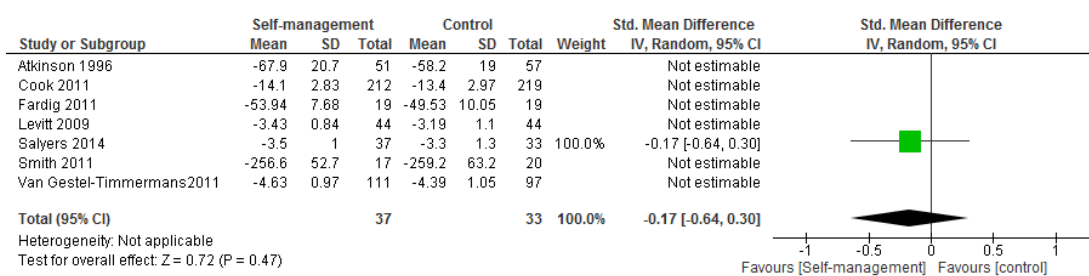 Self-management Control Std. Mean Difference Std. Mean Difference
Study or Subgroup Mean SD Total Mean SD Total Weight IV, Random, 95% CI IV, Random, 95% CI
Atkinson 1996 -67.9 20.7 51 -58.2 19 57 Not estimable
Cook 2011 -14.1 2.83 212 -13.4 2.97 219 Not estimable
Fardig 2011 -53.94 7.68 19 -49.53 10.05 19 Not estimable
Levitt 2009 -3.43 0.84 44 -3.19 1.1 44 Not estimable
Salyers 2014 -3.5 1 37 -3.3 1.3 33 100.0% -0.17 [-0.64, 0.30]
Smith 2011 -256.6 52.7 17 -259.2 63.2 20 Not estimable
Van Gestel-Timmermans2011 -4.63 0.97 111 -4.39 1.05 97 Not estimable
Total (95% CI) 37 33 100.0% -0.17 [-0.64, 0.30]
Heterogeneity: Not applicable
Test for overall effect: Z = 0.72 (P = 0.47)
-1 -0.5 0 0.5 1
Favours [Self-management] Favours [control]